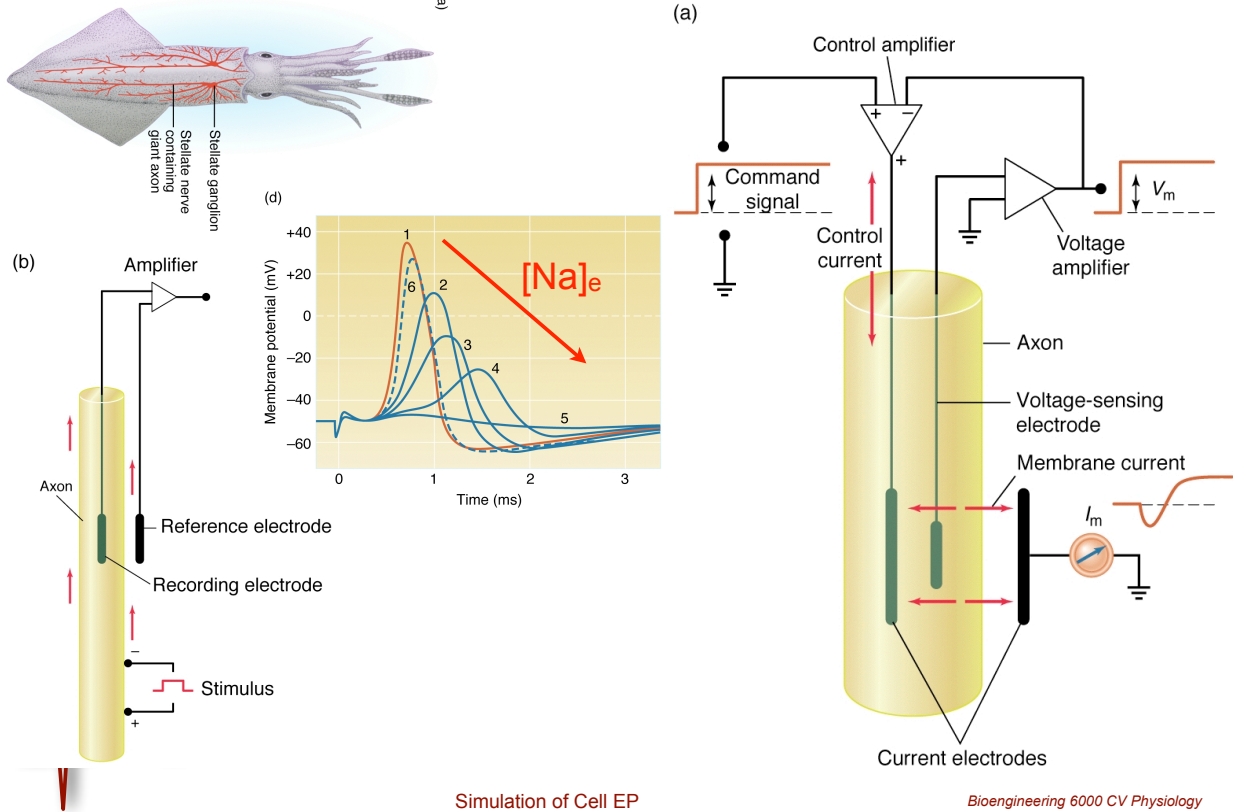 (a)
Stellate ganglion
Stellate nerve
containing
giant axon
(b)
Amplifier
Axon
Reference electrode
Recording electrode
−
Stimulus
+
(d)
Membrane potential (mV)
+40
+20
0
−20
−40
−60
1
6
2
3
4
5
[Na]e
0
1
2
3
Time (ms)
(a)
Control amplifier
+
−
+
Command
signal
Control
current
Vm
Voltage
amplifier
Axon
Voltage-sensing
electrode
Membrane current
Im
Current electrodes
Simulation of Cell EP
Bioengineering 6000 CV Physiology